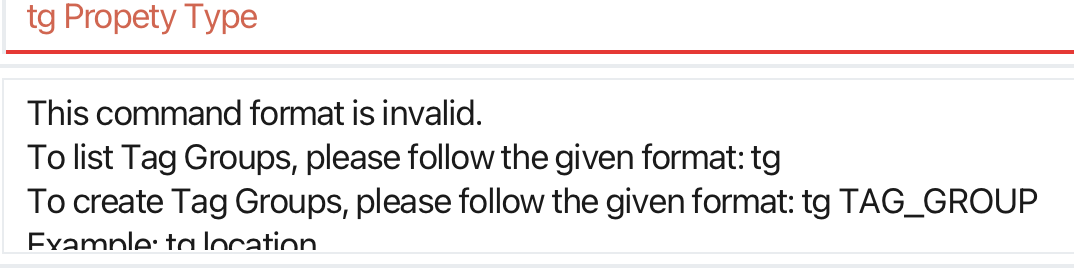 tg Propety Type
This command format is invalid.
To list Tag Groups, please follow the given format: tg
To create Tag Groups, please follow the given format: tg TAG_GROUP
Example: tg location